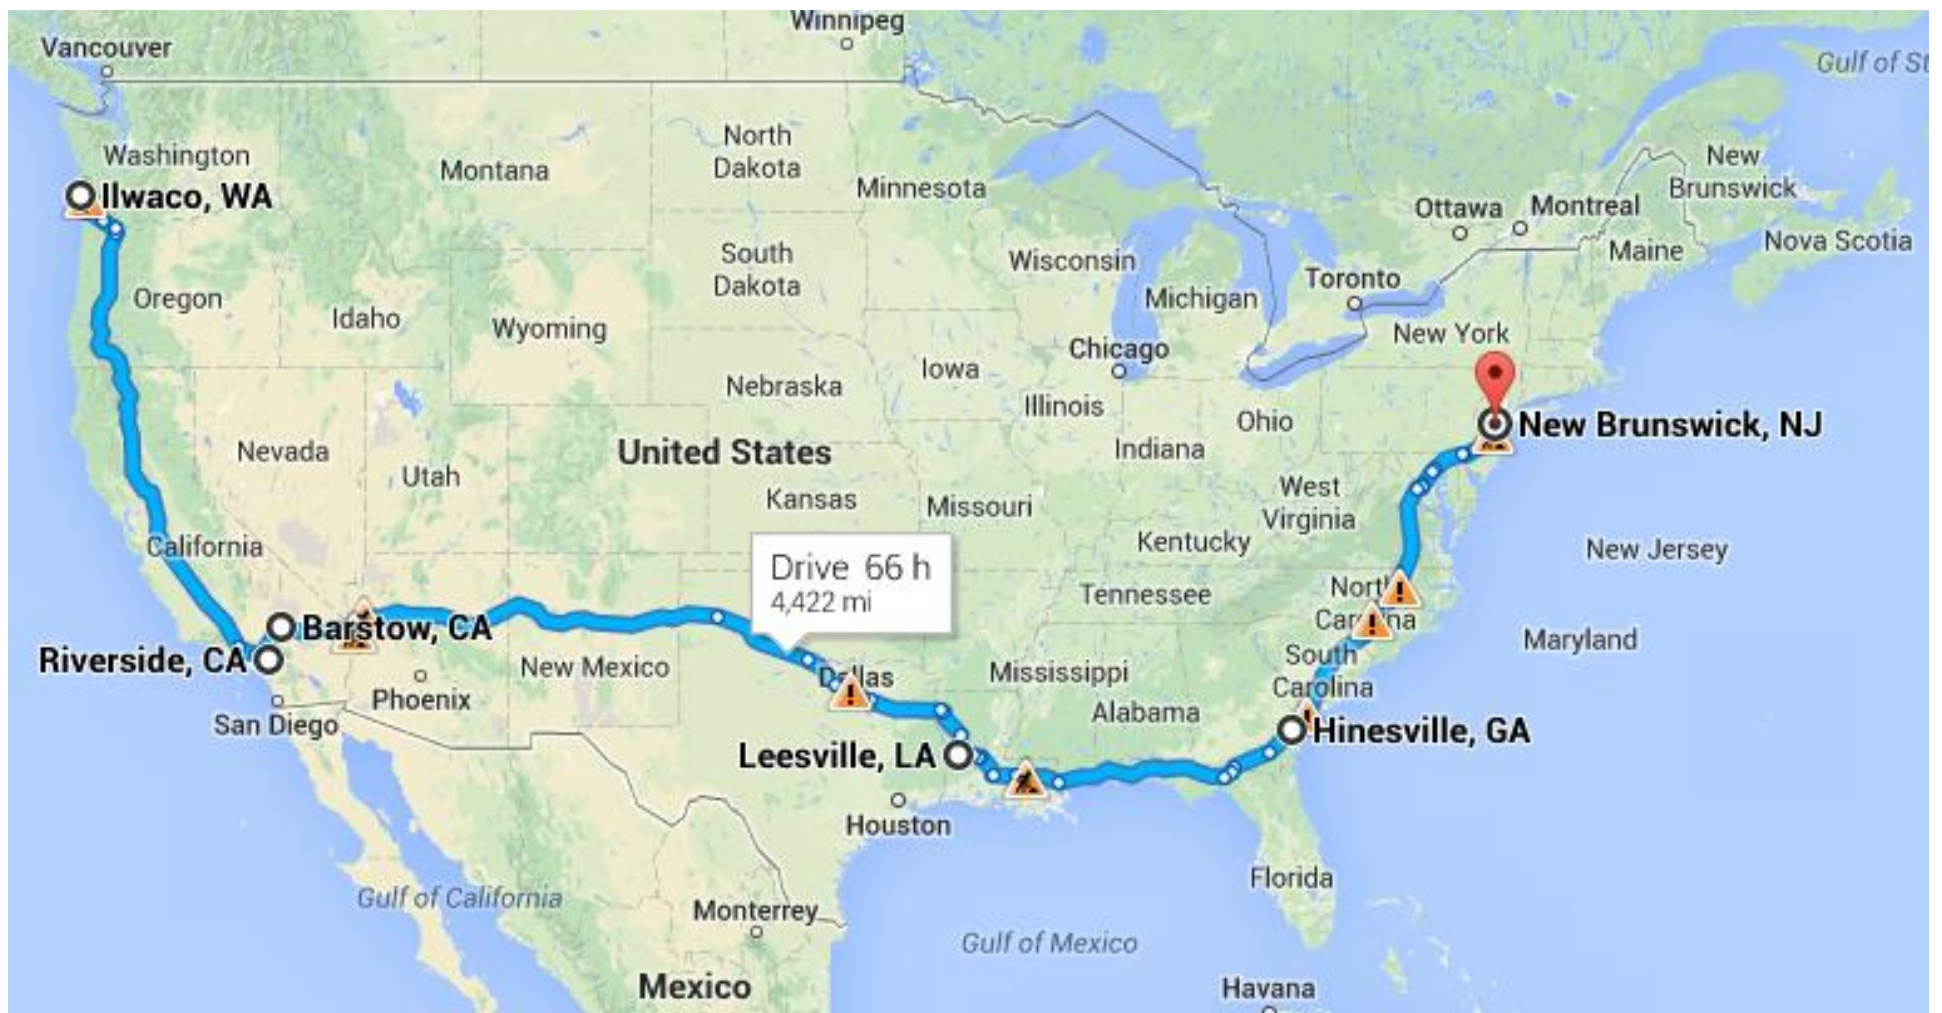 Winnipeg
Vancouver
Gulf of St
Washington
Montana
North
Dakota
Minnesota
New
Brunswick
Ilwaco, WA
Ottawa
Montreal
Oregon
Idaho
Wyoming
South
Dakota
Wisconsin
Michigan
Toronto
Maine
Nova Scotia
New York
Chicago
Nebraska
Iowa
Illinois
Indiana
Ohio
New Brunswick, NJ
Nevada
Utah
United States
Kansas
Missouri
West
Virginia
Kentucky
New Jersey
California
Drive 66 h
4,422 mi
Tennessee
North
Carolina
Maryland
Barstow, CA
Riverside, CA
New Mexico
Phoenix
San Diego
Dallas
Mississippi
Alabama
South
Carolina
Leesville, LA
Hinesville, GA
Houston
Florida
Gulf of California
Monterrey
Gulf of Mexico
Mexico
Havana